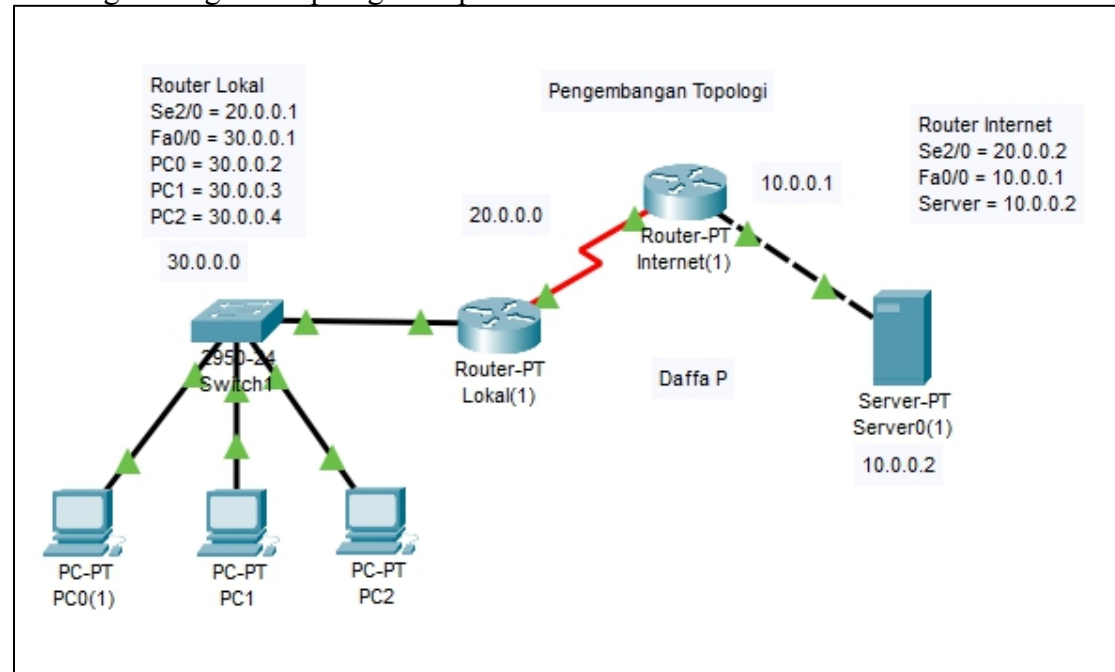 Router Lokal
Se2/0 = 20.0.0.1
Fa0/0 = 30.0.0.1
PC0 = 30.0.0.2
PC1 = 30.0.0.3
PC2 = 30.0.0.4
30.0.0.0
Pengembangan Topologi
Router Internet
Se2/0 = 20.0.0.2
Fa0/0 = 10.0.0.1
Server = 10.0.0.2
10.0.0.1
20.0.0.0
Router-PT
Internet(1)
2950-24
Switch1
Router-PT
Lokal(1)
Daffa P
Server-PT
Server0(1)
10.0.0.2
PC-PT
PC0(1)
PC-PT
PC1
PC-PT
PC2